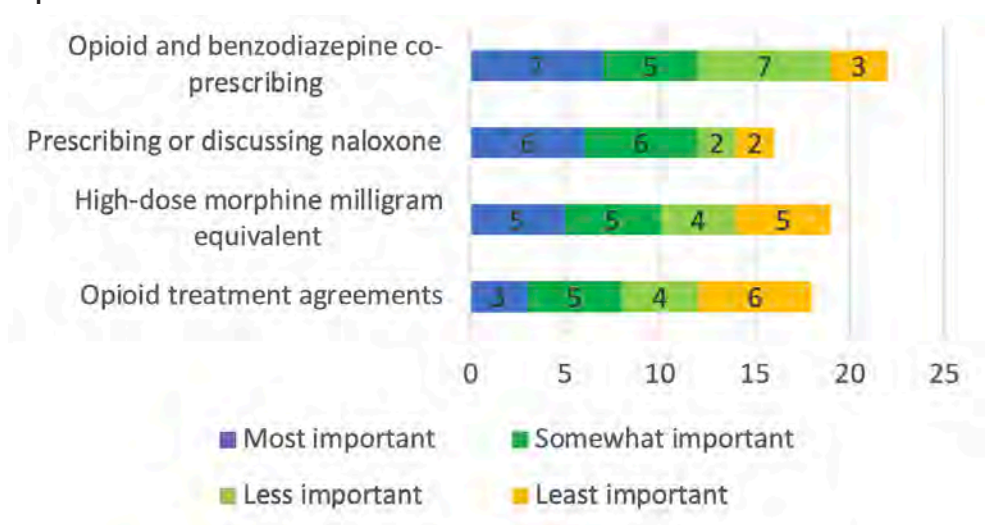 Opioid and benzodiazepine co-
prescribing
7 5 7 3
Prescribing or discussing naloxone
6 6 2 2
High-dose morphine milligram
equivalent
5 5 4 5
Opioid treatment agreements
3 5 4 6
0 5 10 15 20 25
Most important Somewhat important
Less important Least important